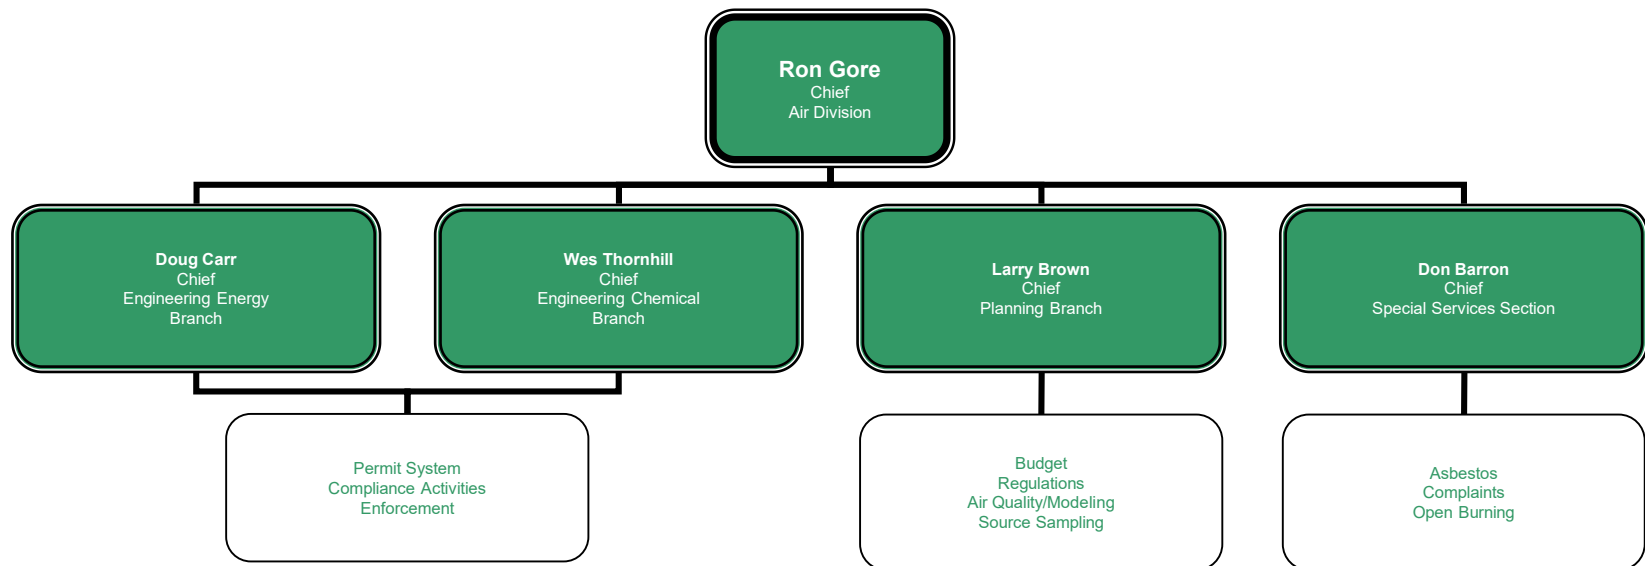 Ron Gore
Chief
Air Division
Doug Carr
Chief
Engineering Energy
Branch
Wes Thornhill
Chief
Engineering Chemical
Branch
Larry Brown
Chief
Planning Branch
Don Barron
Chief
Special Services Section
Permit System
Compliance Activities
Enforcement
Budget
Regulations
Air Quality/Modeling
Source Sampling
Asbestos
Complaints
Open Burning